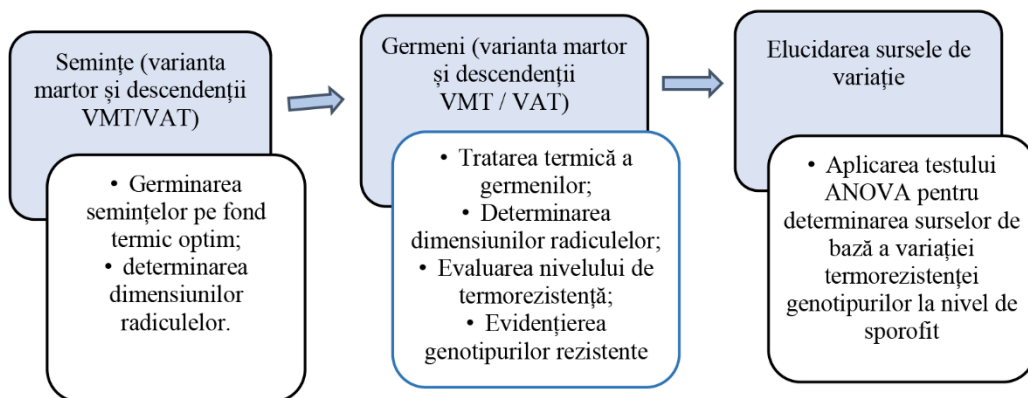 Semințe (varianta
martor și descendenții
VMT/VAT)
• Germinarea
semințelor pe fond
termic optim;
• determinarea
dimensiunilor
radiculelor.
Germeni (varianta martor
și descendenții
VMT / VAT)
• Tratarea termică a
germenilor;
• Determinarea
dimensiunilor radiculelor;
• Evaluarea nivelului de
termorezistență;
• Evidențierea
genotipurilor rezistente
Elucidarea sursele de
variație
• Aplicarea testului
ANOVA pentru
determinarea surselor de
bază a variației
termorezistenței
genotipurilor la nivel de
sporofit